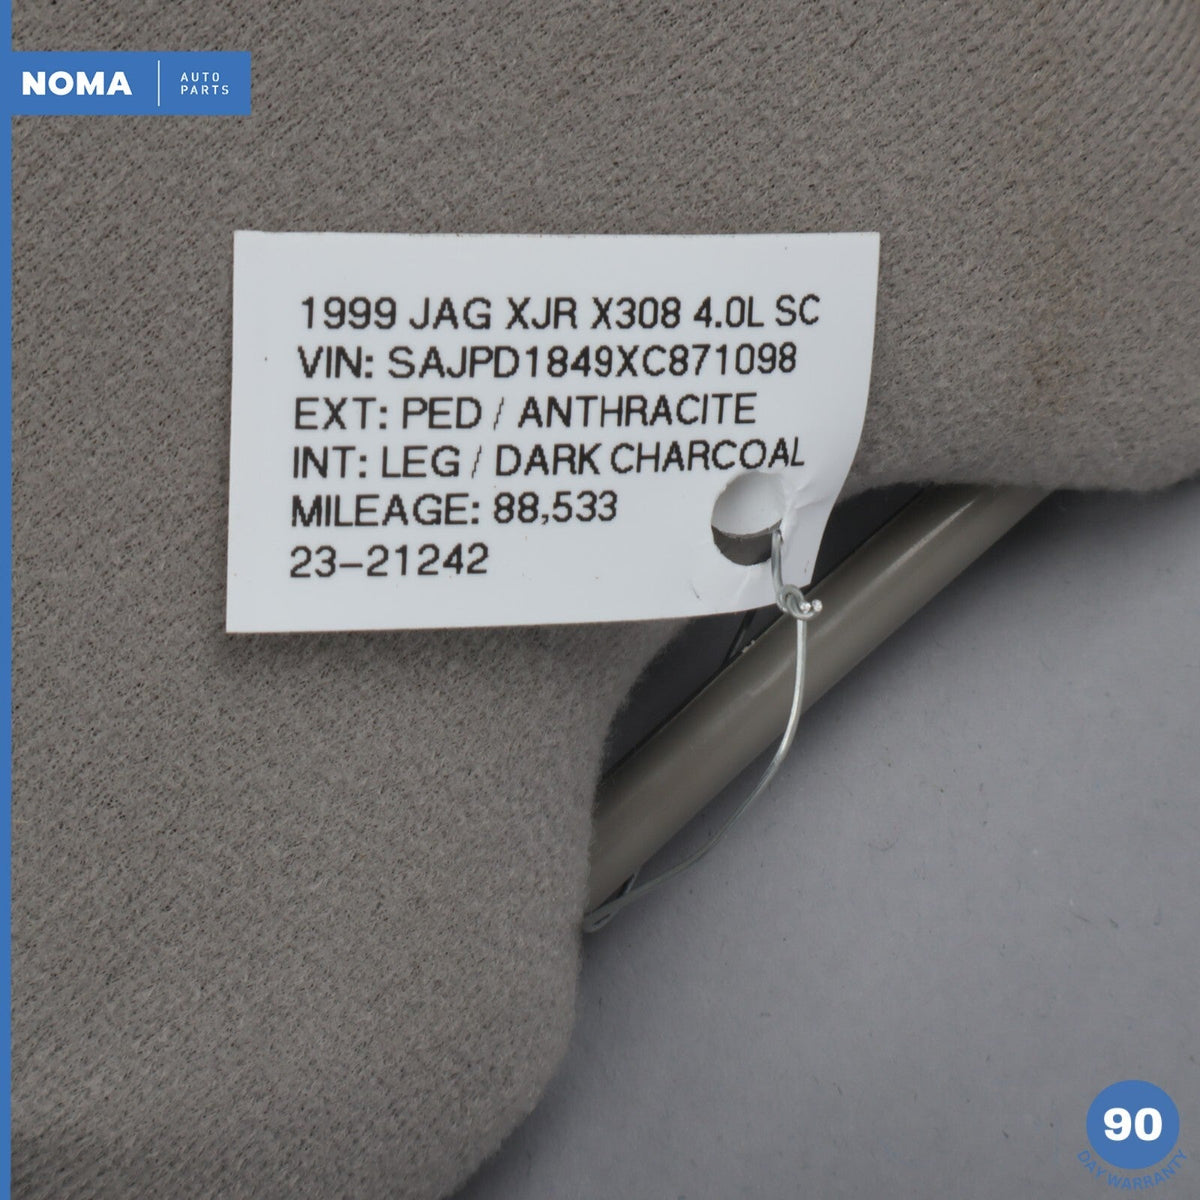 NOMA
AUTO
PARTS
1999 JAG XJR X308 4.0L SC
VIN: SAJPD1849XC871098
EXT: PED / ANTHRACITE
INT: LEG / DARK CHARCOAL
MILEAGE: 88,533
23-21242
90
DAY WARRANTY